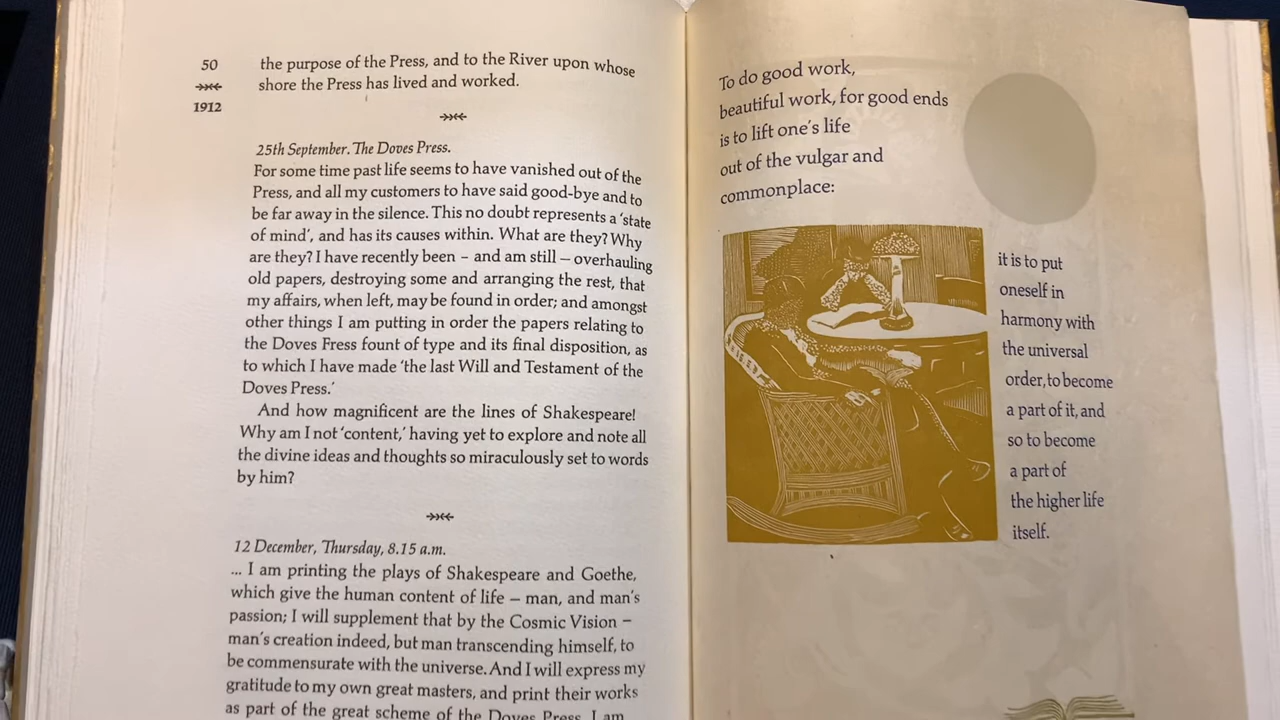 50
1912
the purpose of the Press, and to the River upon whose
shore the Press has lived and worked.
25th September. The Doves Press.
For some time past life seems to have vanished out of the
Press, and all my customers to have said good-bye and to
be far away in the silence. This no doubt represents a ‘state
of mind’, and has its causes within. What are they? Why
are they? I have recently been – and am still – overhauling
old papers, destroying some and arranging the rest, that
my affairs, when left, may be found in order; and amongst
other things I am putting in order the papers relating to
the Doves Press fount of type and its final disposition, as
to which I have made ‘the last Will and Testament of the
Doves Press.’
And how magnificent are the lines of Shakespeare!
Why am I not ‘content,’ having yet to explore and note all
the divine ideas and thoughts so miraculously set to words
by him?
12 December, Thursday, 8.15 a.m.
... I am printing the plays of Shakespeare and Goethe,
which give the human content of life – man, and man’s
passion; I will supplement that by the Cosmic Vision –
man’s creation indeed, but man transcending himself, to
be commensurate with the universe. And I will express my
gratitude to my own great masters, and print their works
as part of the great scheme of the Doves Press. I am
To do good work,
beautiful work, for good ends
is to lift one’s life
out of the vulgar and
commonplace:
it is to put
oneself in
harmony with
the universal
order, to become
a part of it, and
so to become
a part of
the higher life
itself.